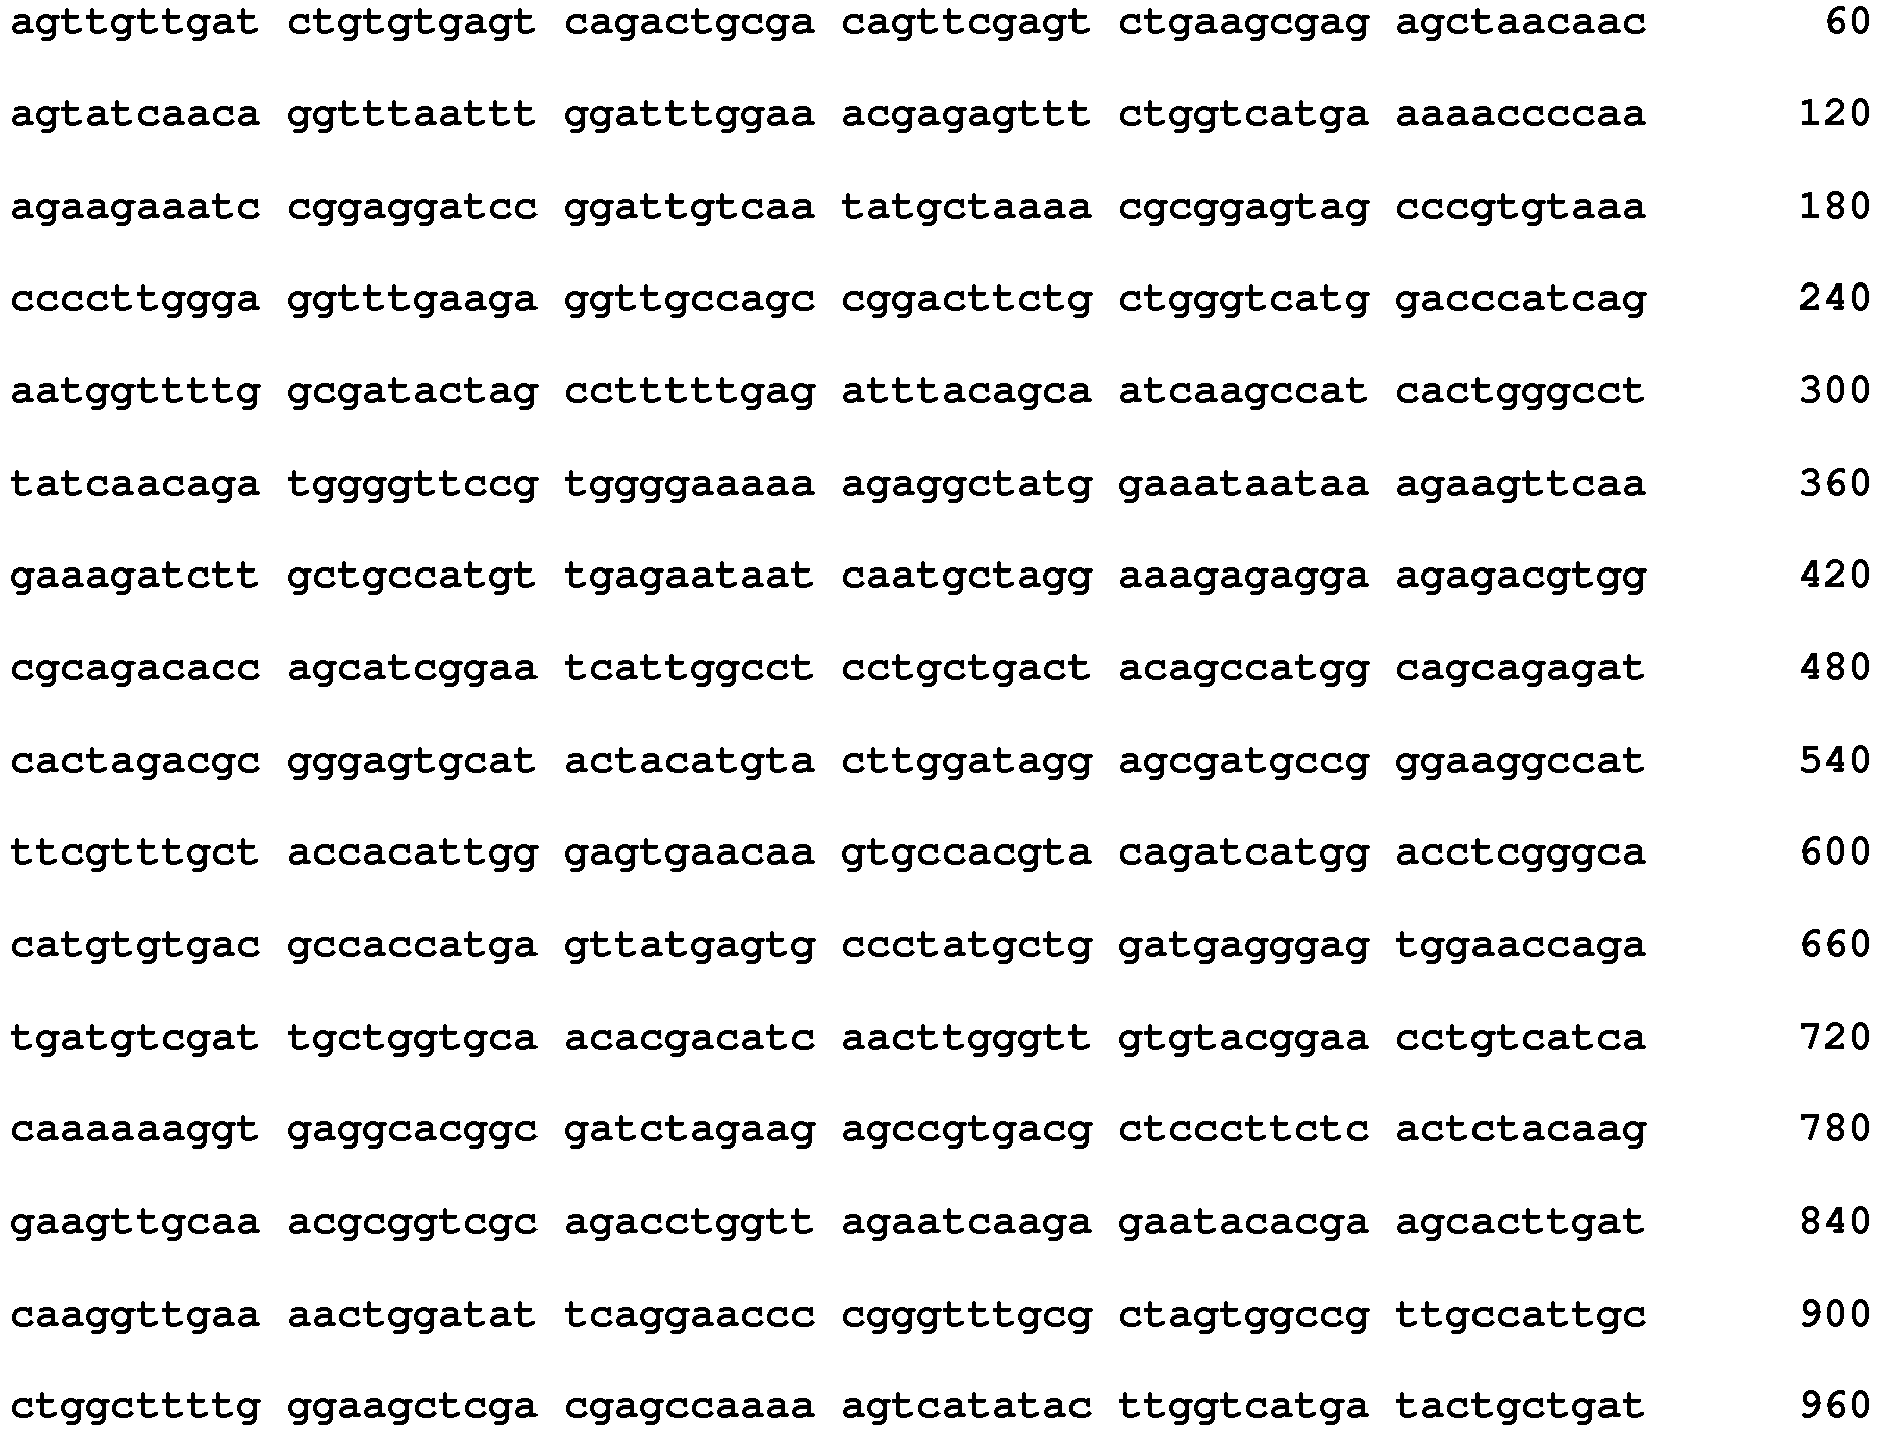 agttgttgat ctgtgtgagt cagactgcga cagttcgagt ctgaagcgag agctaacaac 60
agtatcaaca ggtttaattt ggatttggaa acgagagttt ctggtcatga aaaaccccaa 120
agaagaaatc cggaggatcc ggattgtcaa tatgctaaaa cgcggagtag cccgtgtaaa 180
ccccttggga ggtttgaaga ggttgccagc cggacttctg ctgggtcatg gacccatcag 240
aatggttttg gcgatactag cctttttgag atttacagca atcaagccat cactgggcct 300
tatcaacaga tggggttccg tggggaaaaa agaggctatg gaaataataa agaagttcaa 360
gaaagatctt gctgccatgt tgagaataat caatgctagg aaagagagga agagacgtgg 420
cgcagacacc agcatcggaa tcattggcct cctgctgact acagccatgg cagcagagat 480
cactagacgc gggagtgcat actacatgta cttggatagg agcgatgccg ggaaggccat 540
ttcgtttgct accacattgg gagtgaacaa gtgccacgta cagatcatgg acctcgggca 600
catgtgtgac gccaccatga gttatgagtg ccctatgctg gatgagggag tggaaccaga 660
tgatgtcgat tgctggtgca acacgacatc aacttgggtt gtgtacggaa cctgtcatca 720
caaaaaaggt gaggcacggc gatctagaag agccgtgacg ctcccttctc actctacaag 780
gaagttgcaa acgcggtcgc agacctggtt agaatcaaga gaatacacga agcacttgat 840
caaggttgaa aactggatat tcaggaaccc cgggtttgcg ctagtggccg ttgccattgc 900
ctggcttttg ggaagctcga cgagccaaaa agtcatatac ttggtcatga tactgctgat 960